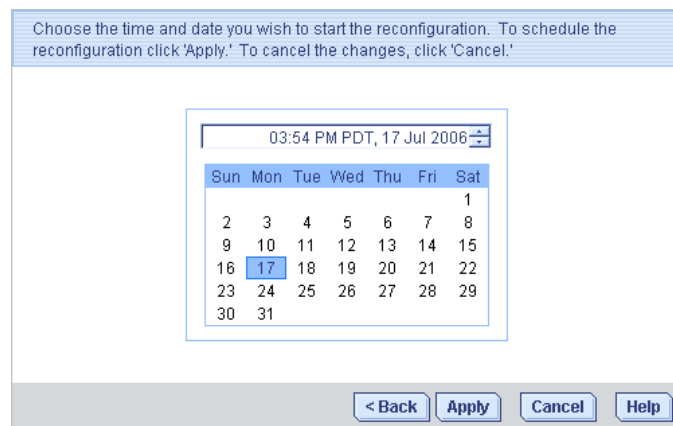 Choose the time and date you wish to start the reconfiguration. To schedule the
reconfiguration click 'Apply.' To cancel the changes, click 'Cancel.'
03:54 PM PDT, 17 Jul 2006
Sun Mon Tue Wed Thu Fri Sat
1
2 3 4 5 6 7 8
9 10 11 12 13 14 15
16 17 18 19 20 21 22
23 24 25 26 27 28 29
30 31
< Back Apply Cancel Help